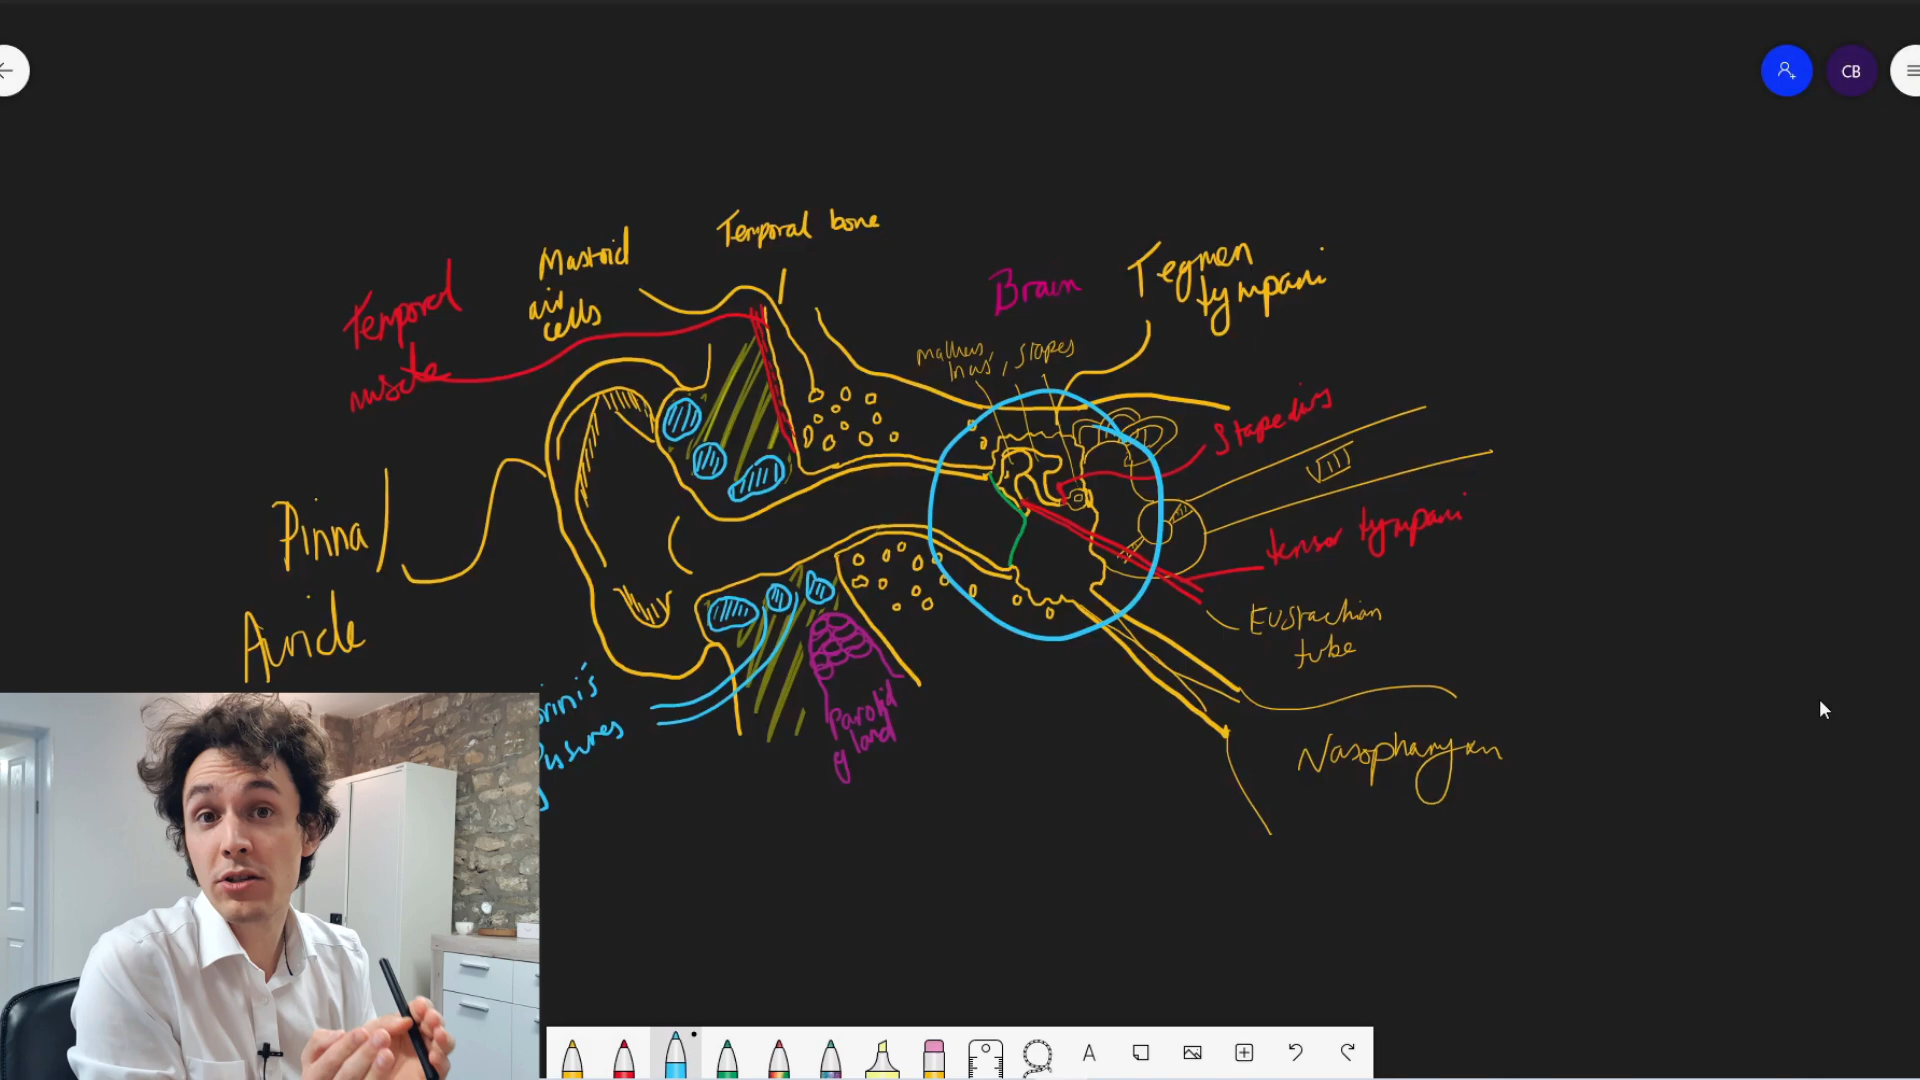 CB
Temporal bone
Mastoid
air
cells
Temporal
muscle
Brain
Tegmen
tympani
malleus,
Incus, Stapes
Stapedius
VIII
tensor tympani
Pinna/
Auricle
Eustachian
tube
Parotid
gland
Nasopharynx
A